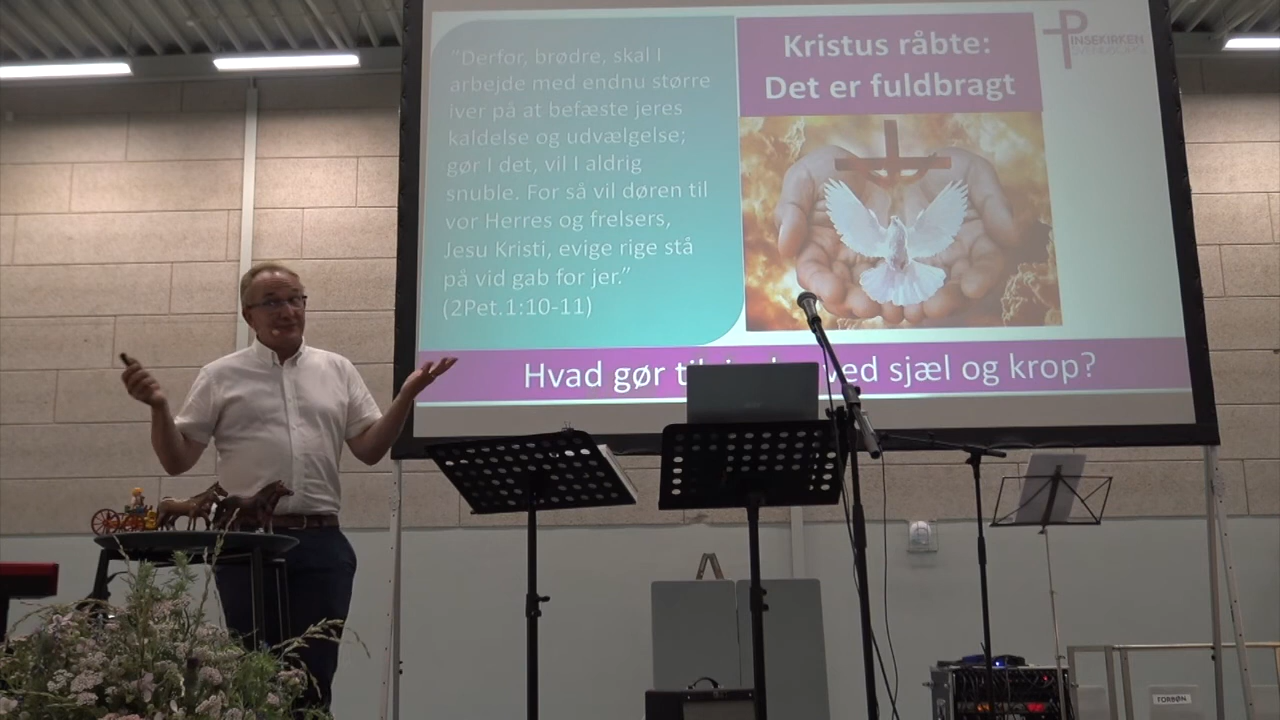 "Derfor, brødre, skal I
arbejde med endnu større
iver på at befæste jeres
kaldelse og udvælgelse;
gør I det, vil I aldrig
snuble. For så vil døren til
vor Herres og frelsers,
Jesu Kristi, evige rige stå
på vid gab for jer."
(2Pet.1:10-11)
Kristus råbte:
Det er fuldbragt
PINSEKIRKEN
Hvad gør ved sjæl og krop?
FORBØN